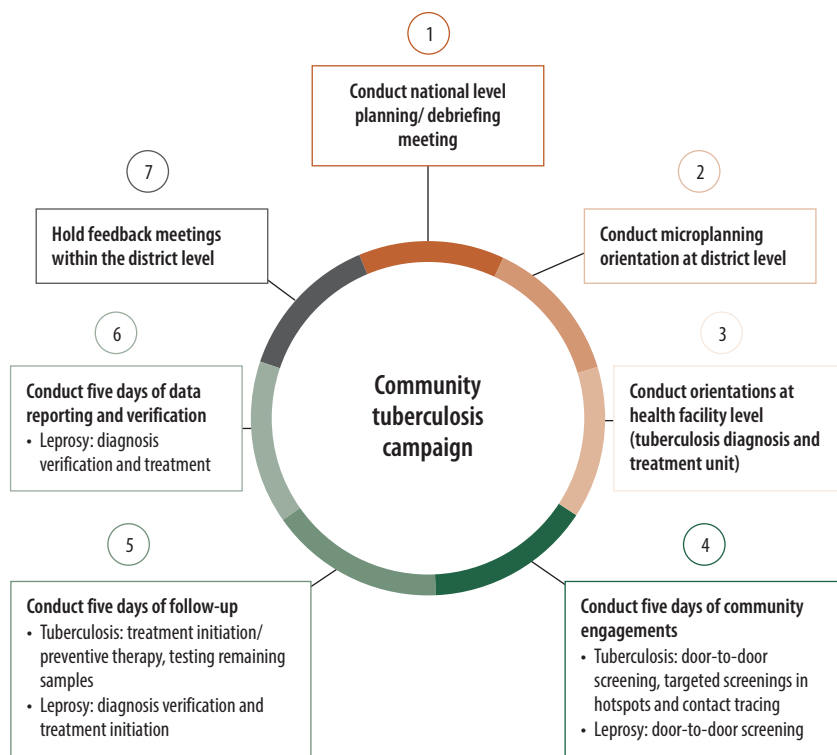 1
Conduct national level
planning/ debriefing
meeting
2
Conduct microplanning
orientation at district level
3
Conduct orientations at
health facility level
(tuberculosis diagnosis and
treatment unit)
4
Conduct five days of community
engagements
• Tuberculosis: door-to-door
screening, targeted screenings in
hotspots and contact tracing
• Leprosy: door-to-door screening
5
Conduct five days of follow-up
• Tuberculosis: treatment initiation/
preventive therapy, testing remaining
samples
• Leprosy: diagnosis verification and
treatment initiation
6
Conduct five days of data
reporting and verification
• Leprosy: diagnosis
verification and treatment
7
Hold feedback meetings
within the district level
Community
tuberculosis
campaign